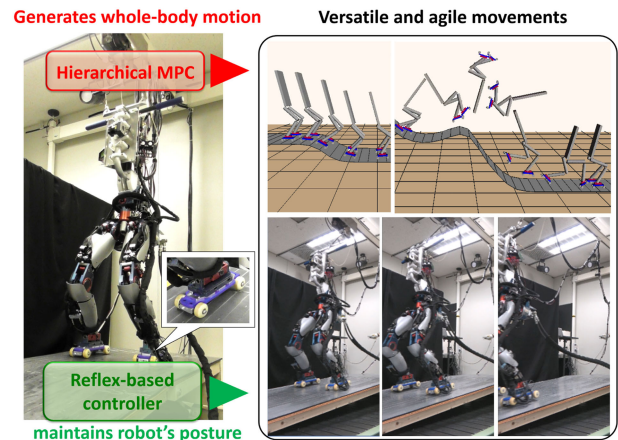 Generates whole-body motion
Versatile and agile movements
Hierarchical MPC
Reflex-based
controller
maintains robot's posture